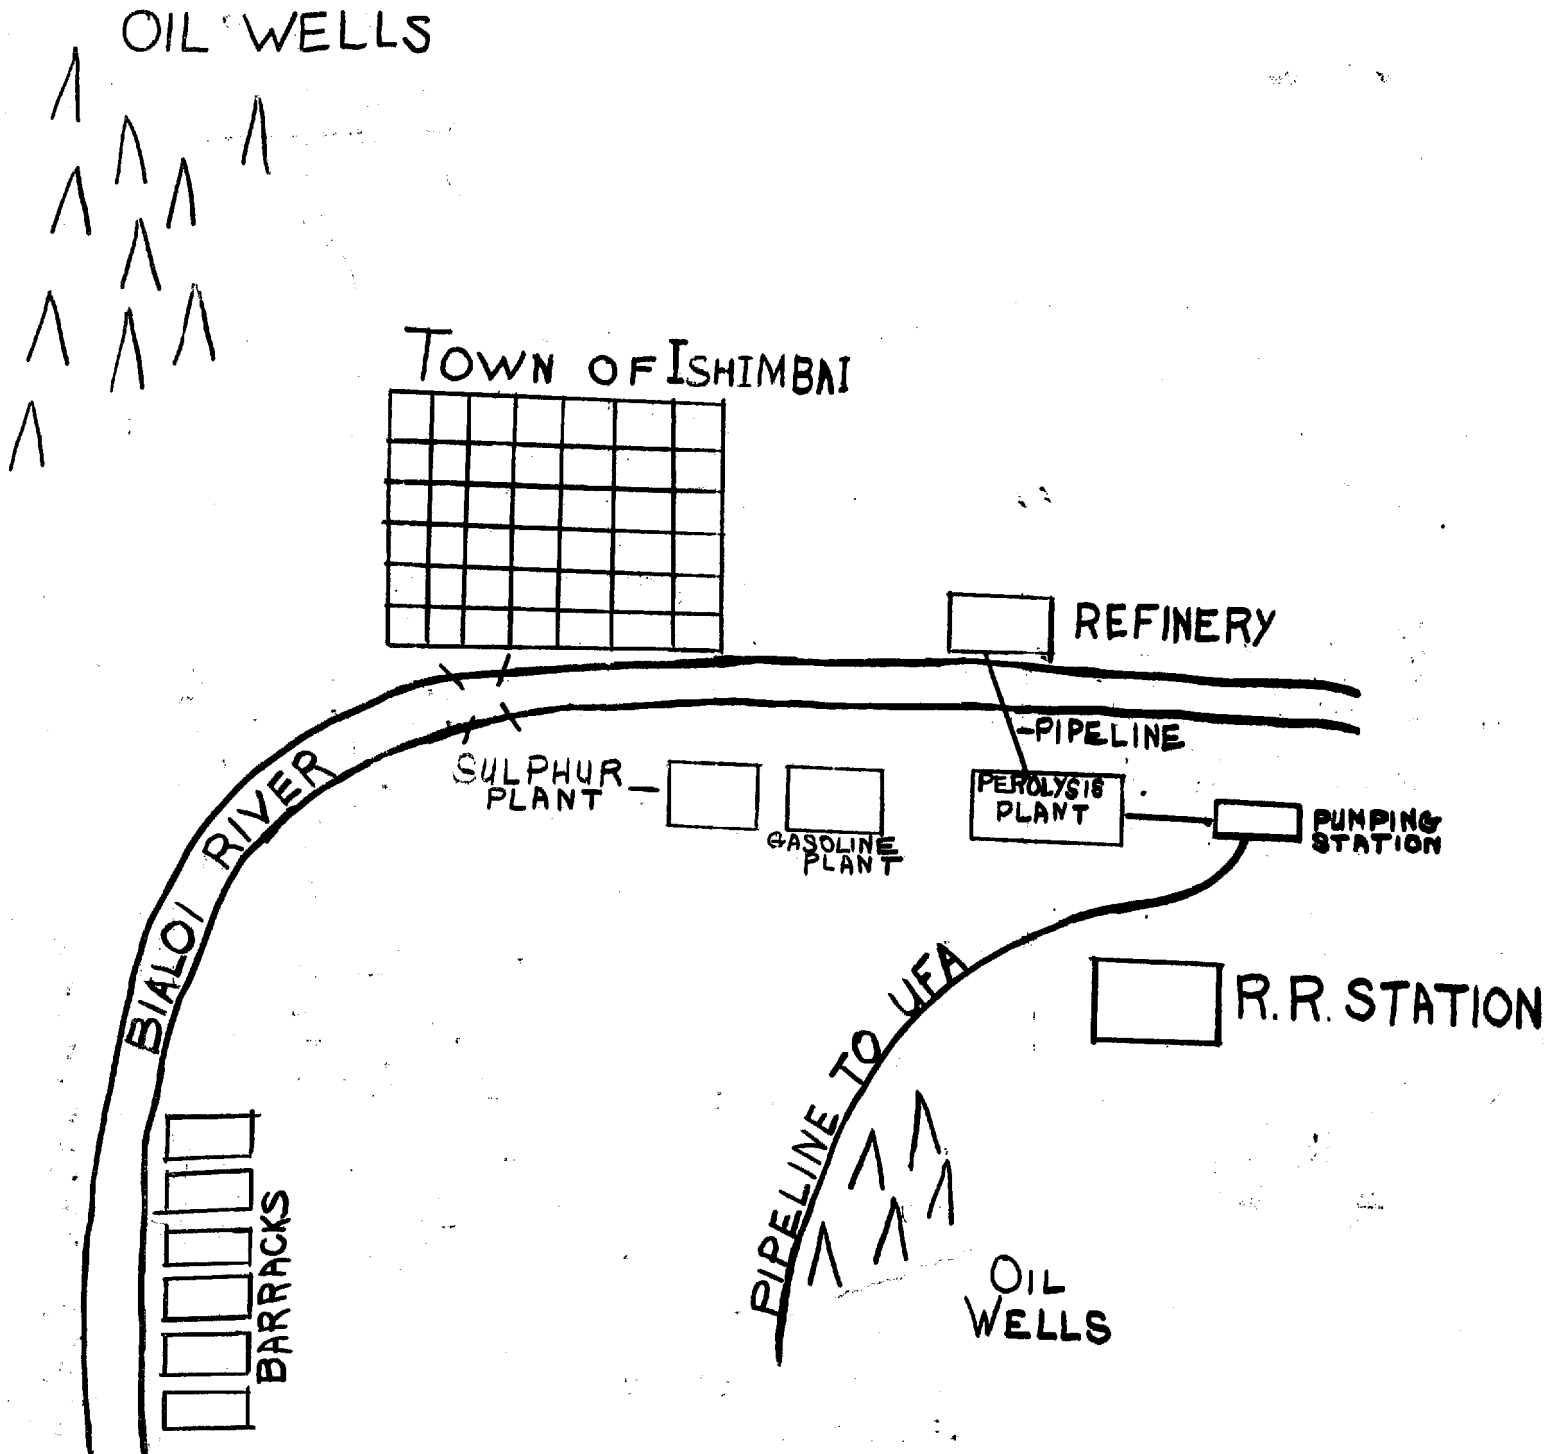 OIL WELLS
TOWN OF ISHIMBAI
REFINERY
-PIPELINE
SULPHUR
PLANT
GASOLINE
PLANT
PEROLYSIS
PLANT
PUMPING
STATION
BIALOI RIVER
PIPELINE TO UFA
R.R. STATION
BARRACKS
OIL
WELLS